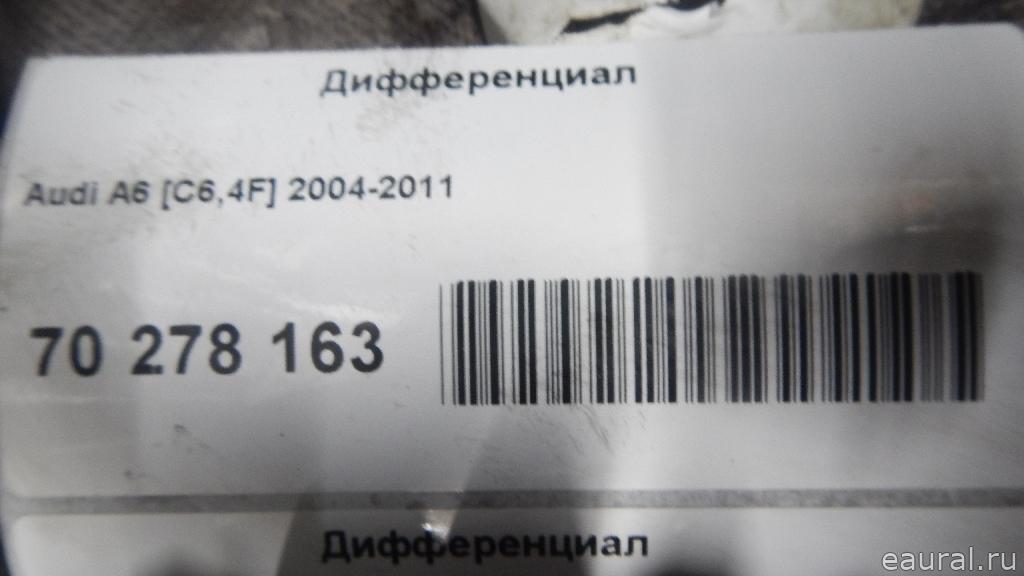 Дифференциал
Audi A6 [C6,4F] 2004-2011
70 278 163
Дифференциал
eaural.ru